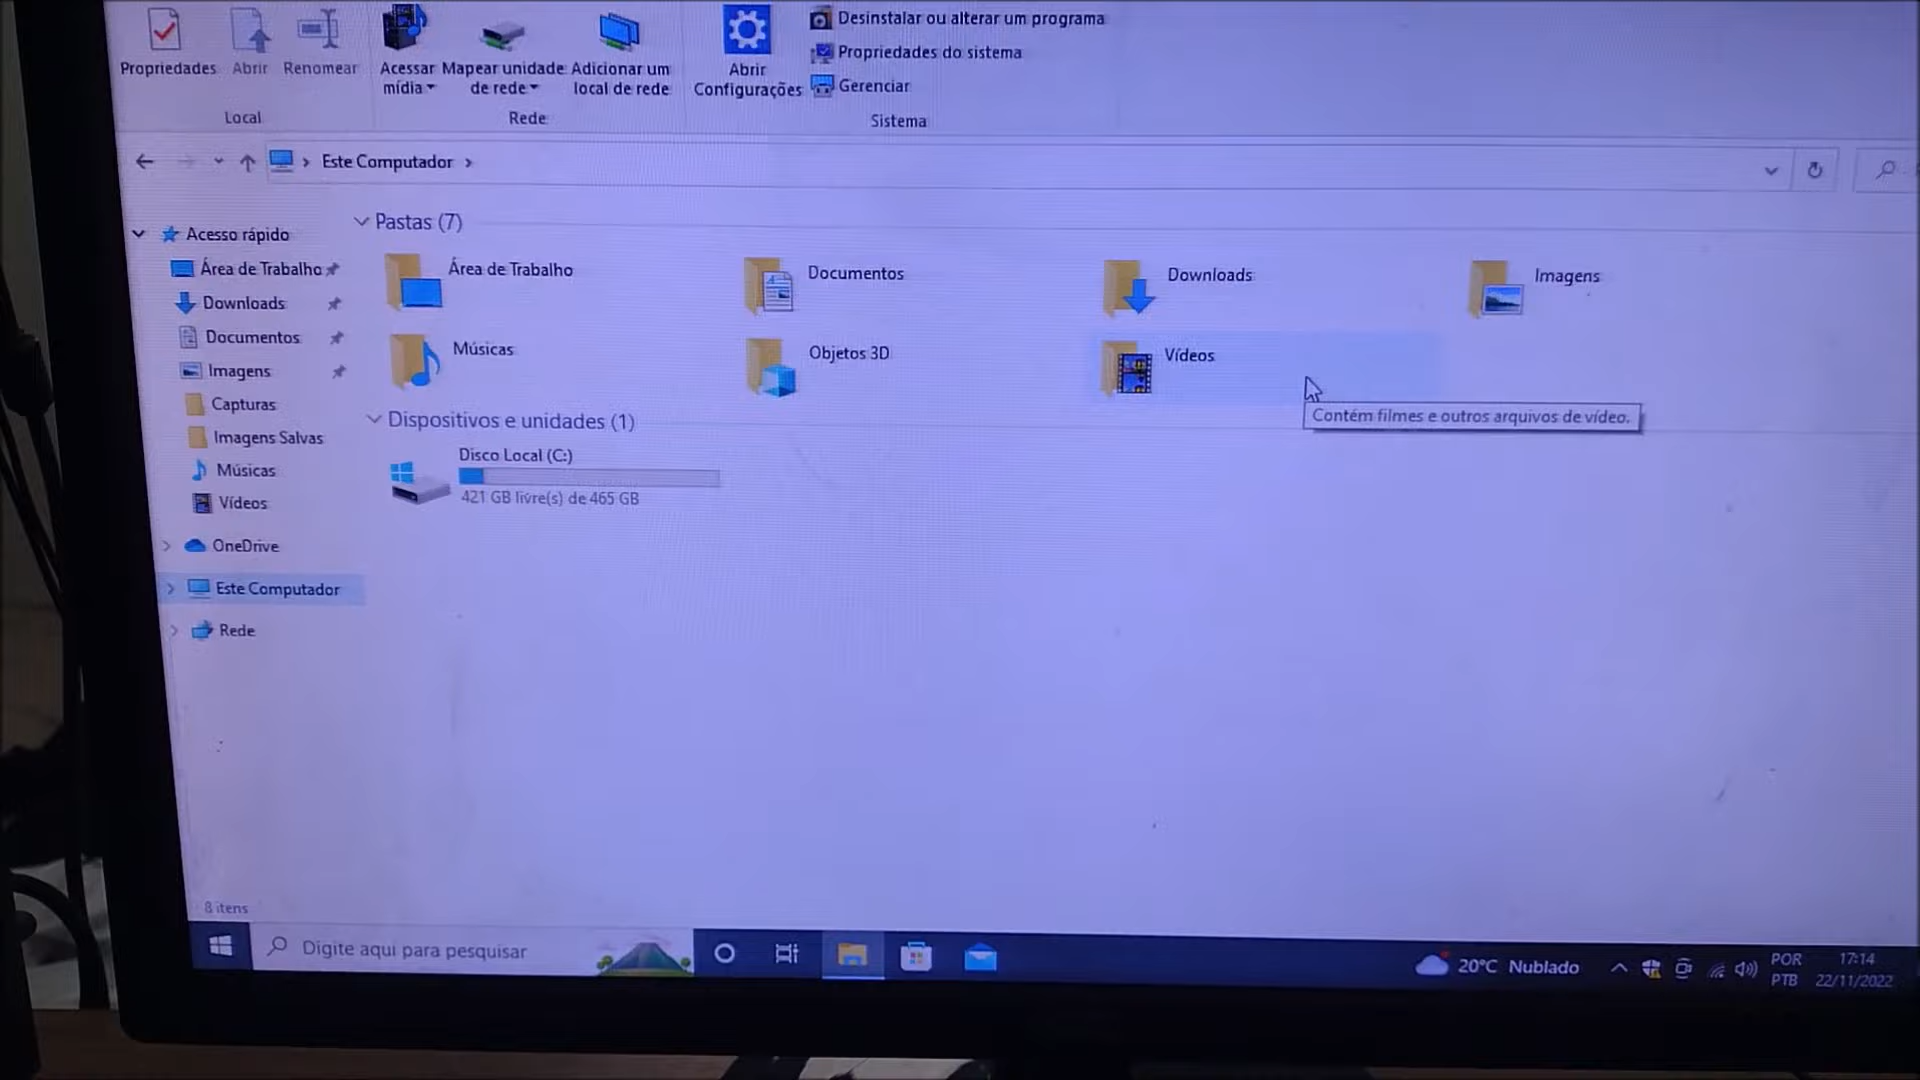 Propriedades
Abrir
Renomear
Local
Acessar
mídia
Mapear unidade
de rede
Adicionar um
local de rede
Rede
Abrir
Configurações
Desinstalar ou alterar um programa
Propriedades do sistema
Gerenciar
Sistema
Este Computador
Acesso rápido
Área de Trabalho
Downloads
Documentos
Imagens
Capturas
Imagens Salvas
Músicas
Vídeos
OneDrive
Este Computador
Rede
Pastas (7)
Área de Trabalho
Documentos
Downloads
Imagens
Músicas
Objetos 3D
Vídeos
Contém filmes e outros arquivos de vídeo.
Dispositivos e unidades (1)
Disco Local (C:)
421 GB livre(s) de 465 GB
8 itens
Digite aqui para pesquisar
20°C Nublado
POR
PTB
17:14
22/11/2022